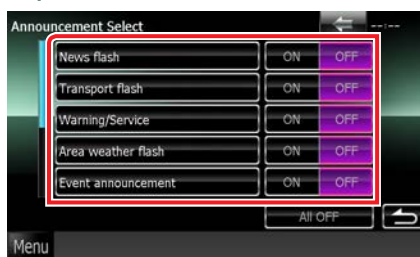 Announcement Select --:--
News flash ON OFF
Transport flash ON OFF
Warning/Service ON OFF
Area weather flash ON OFF
Event announcement ON OFF
All OFF
Menu